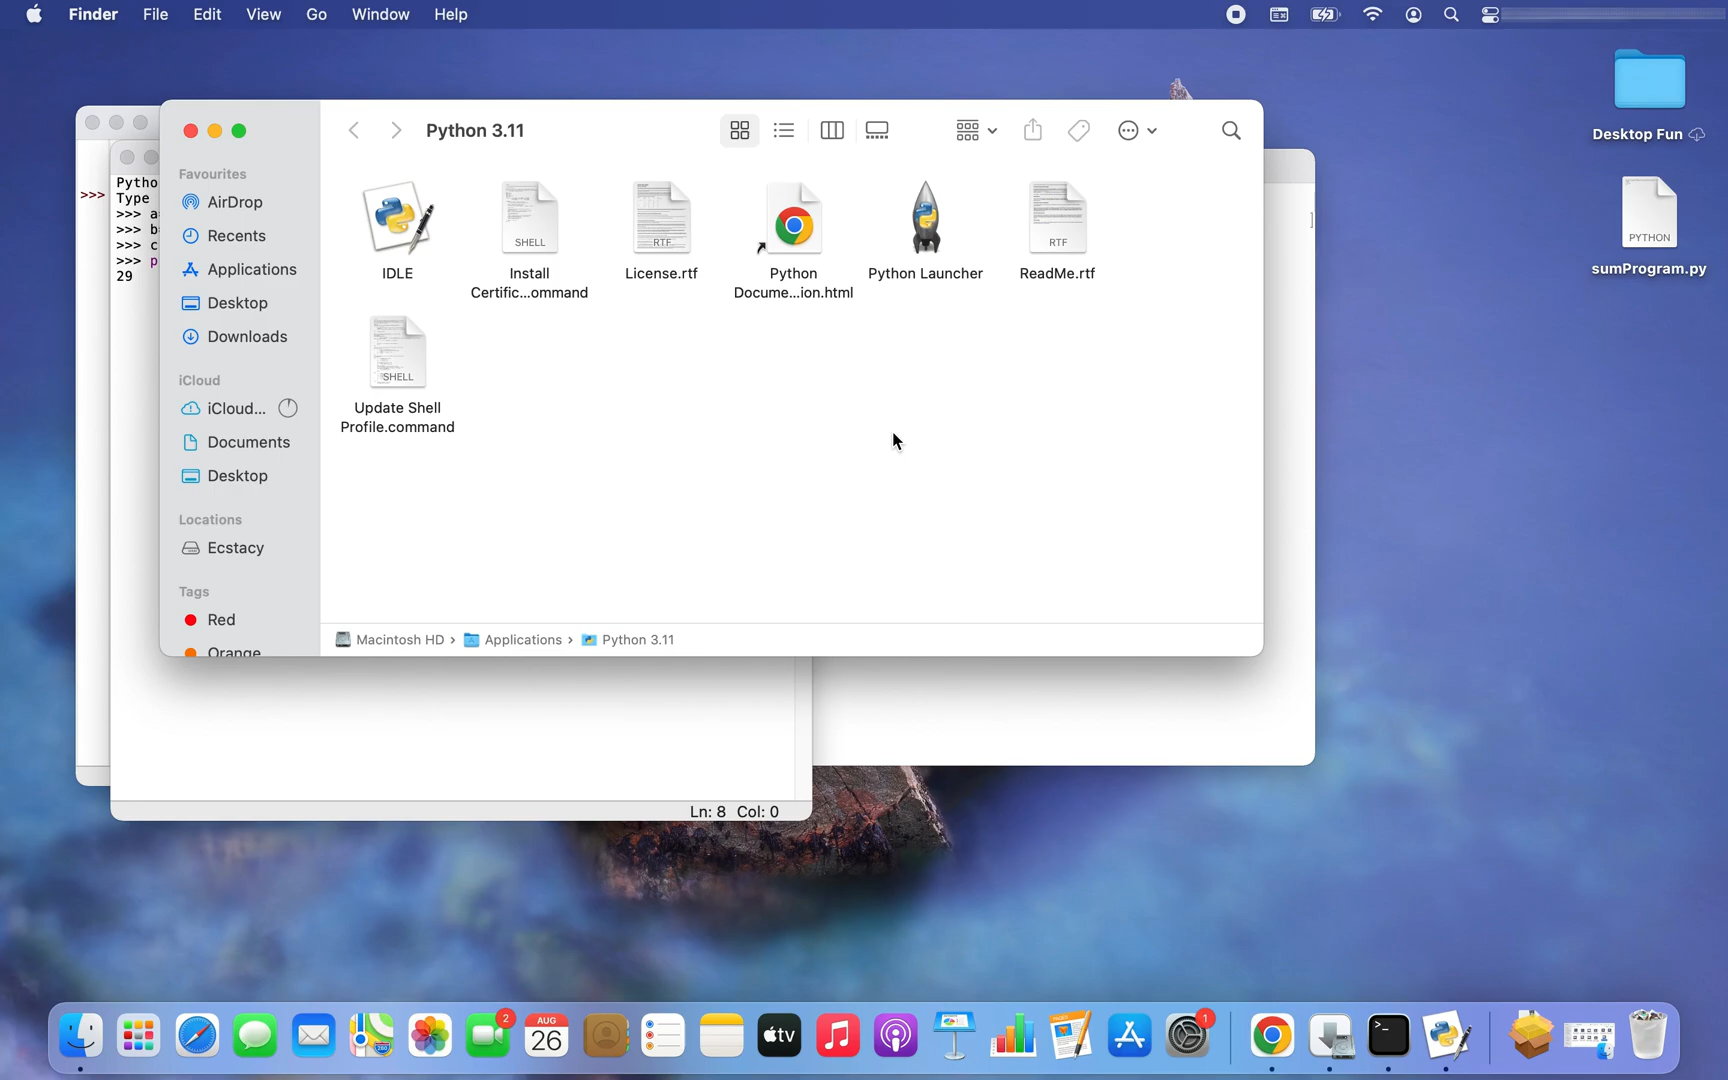 Finder File Edit View Go Window Help
Desktop Fun
PYTHON
sumProgram.py
Python 3.11
Favourites
AirDrop
Recents
Applications
Desktop
Downloads
iCloud
iCloud...
Documents
Desktop
Locations
Ecstacy
Tags
Red
Orange
IDLE
SHELL
Install
Certific...ommand
RTF
License.rtf
Python
Docume...ion.html
Python Launcher
RTF
ReadMe.rtf
SHELL
Update Shell
Profile.command
Macintosh HD › Applications › Python 3.11
>>>
Pytho
Type
>>> a
>>> b
>>> c
>>> p
29
Ln: 8 Col: 0
2
AUG
26
tv
1
>_